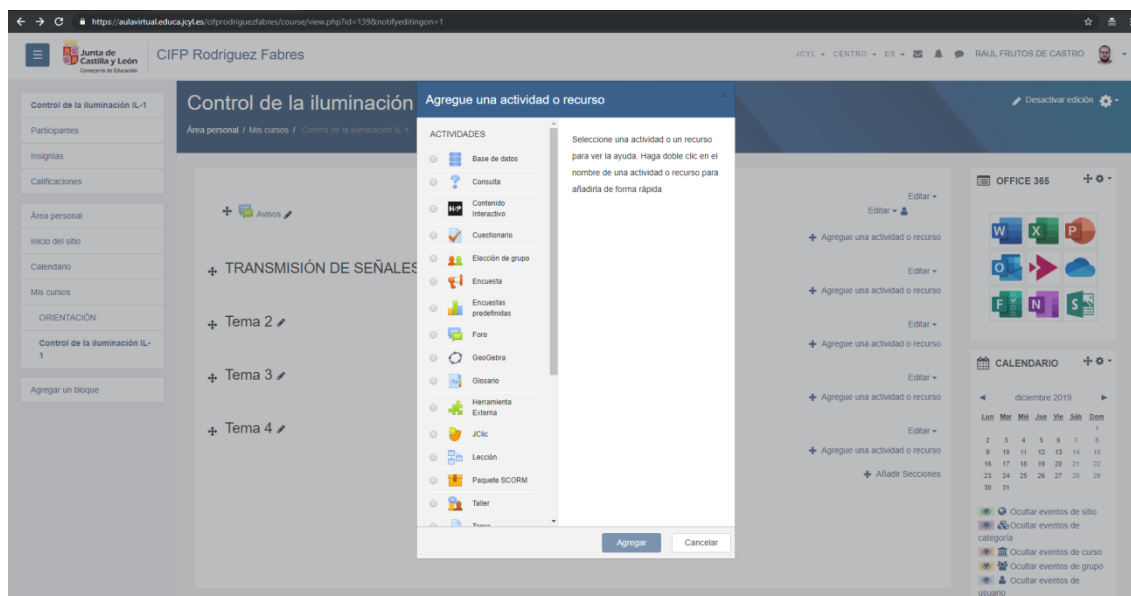 https://aulavirtual.educa.jcyl.es/cifprodriguezfabres/course/view.php?id=139&notifyeditingon=1
Junta de
Castilla y León
Consejería de Educación
CIFP Rodriguez Fabres
JCYL
CENTRO
ES
RAUL FRUTOS DE CASTRO
Control de la iluminación IL-1
Participantes
Insignias
Calificaciones
Área personal
Inicio del sitio
Calendario
Mis cursos
ORIENTACIÓN
Control de la iluminación IL-
1
Agregar un bloque
Control de la iluminación
Área personal / Mis cursos / Control de la iluminación IL-1
Desactivar edición
Avisos
TRANSMISIÓN DE SEÑALES
Tema 2
Tema 3
Tema 4
Agregue una actividad o recurso
x
ACTIVIDADES
Base de datos
Consulta
H-P
Contenido
Interactivo
Cuestionario
Elección de grupo
Encuesta
Encuestas
predefinidas
Foro
GeoGebra
Glosario
Herramienta
Externa
JClic
Lección
Paquete SCORM
Taller
Tarea
Seleccione una actividad o un recurso
para ver la ayuda. Haga doble clic en el
nombre de una actividad o recurso para
añadirla de forma rápida
Agregar
Cancelar
Editar
Editar
Agregue una actividad o recurso
Editar
Agregue una actividad o recurso
Editar
Agregue una actividad o recurso
Editar
Agregue una actividad o recurso
Editar
Agregue una actividad o recurso
Añadir Secciones
OFFICE 365
W X P
O
F N S
CALENDARIO
diciembre 2019
Lun Mar Mié Jue Vie Sáb Dom
1
2 3 4 5 6 7 8
9 10 11 12 13 14 15
16 17 18 19 20 21 22
23 24 25 26 27 28 29
30 31
Ocultar eventos de sitio
Ocultar eventos de
categoría
Ocultar eventos de curso
Ocultar eventos de grupo
Ocultar eventos de
usuario